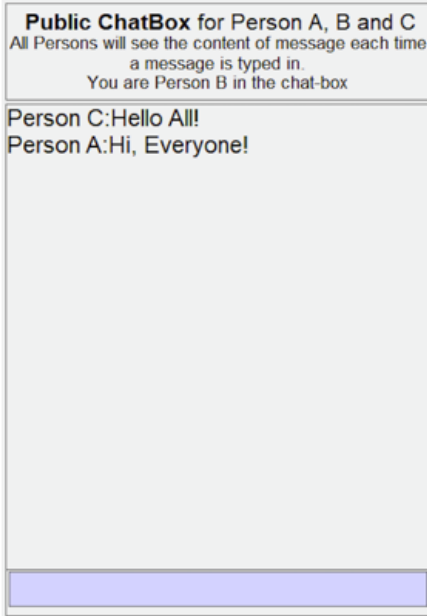 Public ChatBox for Person A, B and C
All Persons will see the content of message each time
a message is typed in.
You are Person B in the chat-box
Person C:Hello All!
Person A:Hi, Everyone!